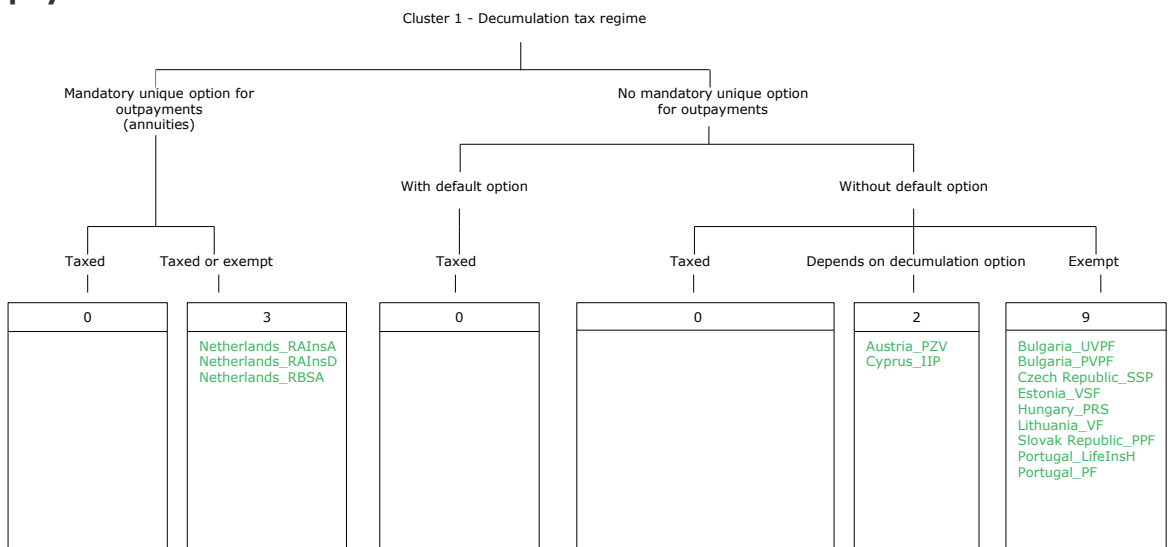 Cluster 1 - Decumulation tax regime
Mandatory unique option for
outpayments
(annuities)
No mandatory unique option
for outpayments
With default option
Without default option
Taxed
Taxed or exempt
Taxed
Taxed
Depends on decumulation option
Exempt
0
3
0
0
2
9
Netherlands_RAInsA
Netherlands_RAInsD
Netherlands_RBSA
Austria_PZV
Cyprus_IIP
Bulgaria_UVPF
Bulgaria_PVPF
Czech Republic_SSP
Estonia_VSF
Hungary_PRS
Lithuania_VF
Slovak Republic_PPF
Portugal_LifeInsH
Portugal_PF